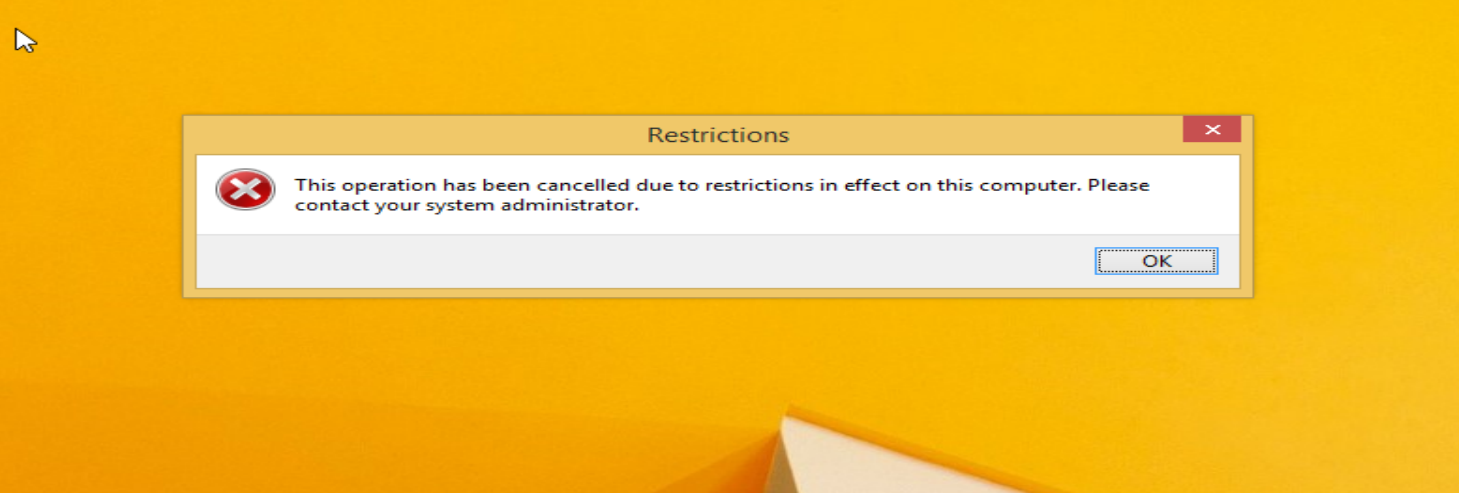 Restrictions
This operation has been cancelled due to restrictions in effect on this computer. Please
contact your system administrator.
OK